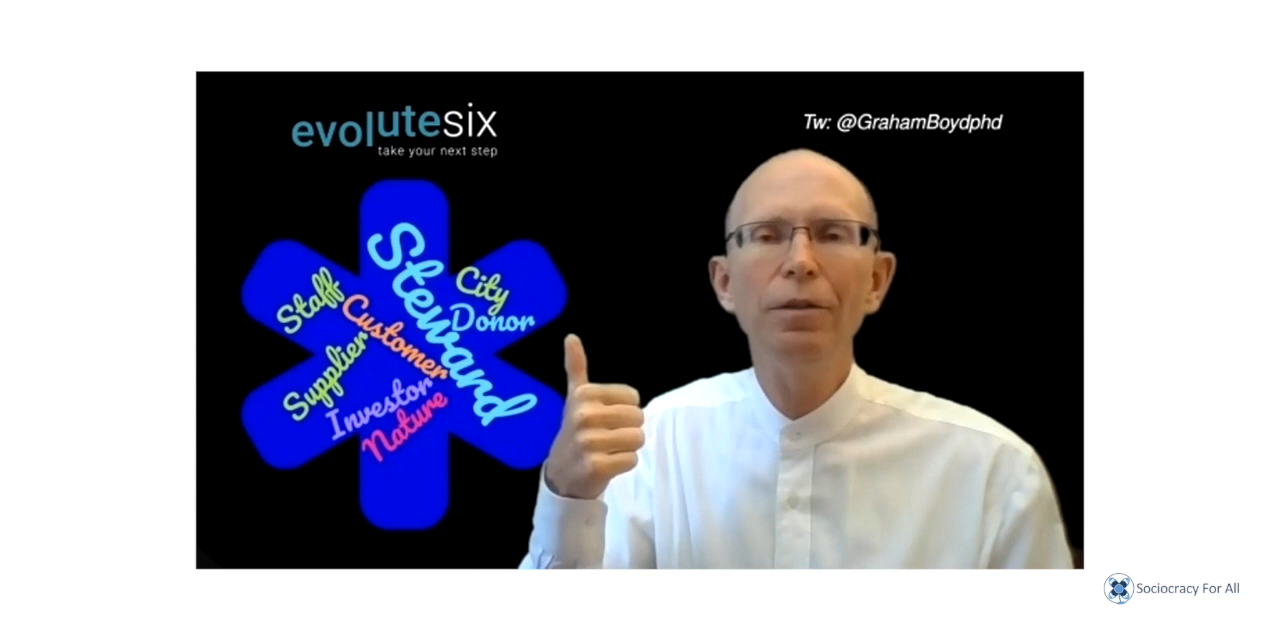 evolutesix
take your next step
Tw: @GrahamBoydphd
Steward
City
Donor
Staff
Customer
Supplier
Investor
Nature
Sociocracy For All